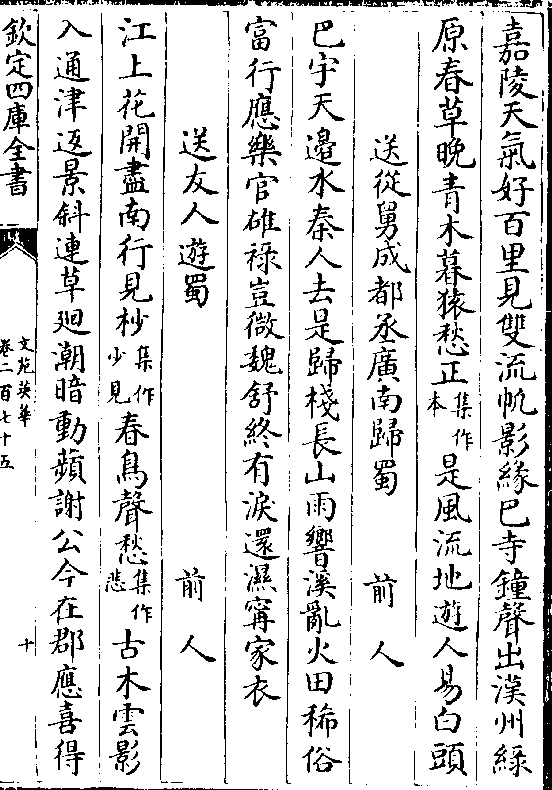 嘉陵天氣好百里見雙流帆影緣巴寺鐘聲出漢州綠
原春草晚青木暮猿愁正集作本是風流地遊人易白頭
送從舅成都丞廣南歸蜀 前人
巴字天邉水秦人去是歸棧長山雨響溪亂火田稀俗
富行應樂官雄祿豈微魏舒終有淚還濕寗家衣
送友人遊蜀 前人
江上花開盡南行見杪集作少見春鳥聲愁集作悲古木雲影
入通津返景斜連草廻潮暗動蘋謝公今在郡應喜得
欽定四庫全書
文苑英華
卷二百七十五
十